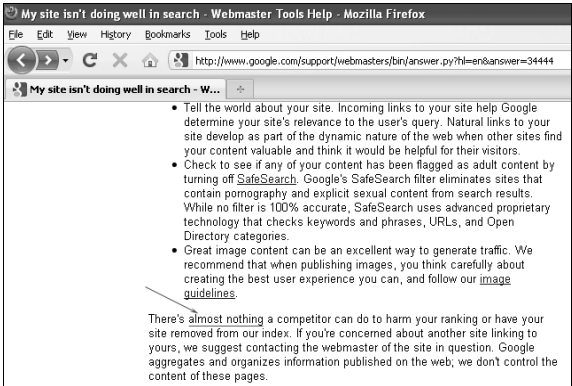 My site isn't doing well in search - Webmaster Tools Help - Mozilla Firefox
File Edit View History Bookmarks Tools Help
http://www.google.com/support/webmasters/bin/answer.py?hl=en&answer=34444
My site isn't doing well in search - W...
• Tell the world about your site. Incoming links to your site help Google
determine your site's relevance to the user's query. Natural links to your
site develop as part of the dynamic nature of the web when other sites find
your content valuable and think it would be helpful for their visitors.
• Check to see if any of your content has been flagged as adult content by
turning off SafeSearch. Google's SafeSearch filter eliminates sites that
contain pornography and explicit sexual content from search results.
While no filter is 100% accurate, SafeSearch uses advanced proprietary
technology that checks keywords and phrases, URLs, and Open
Directory categories.
• Great image content can be an excellent way to generate traffic. We
recommend that when publishing images, you think carefully about
creating the best user experience you can, and follow our image
guidelines.
There's almost nothing a competitor can do to harm your ranking or have your
site removed from our index. If you're concerned about another site linking to
yours, we suggest contacting the webmaster of the site in question. Google
aggregates and organizes information published on the web; we don't control the
content of these pages.